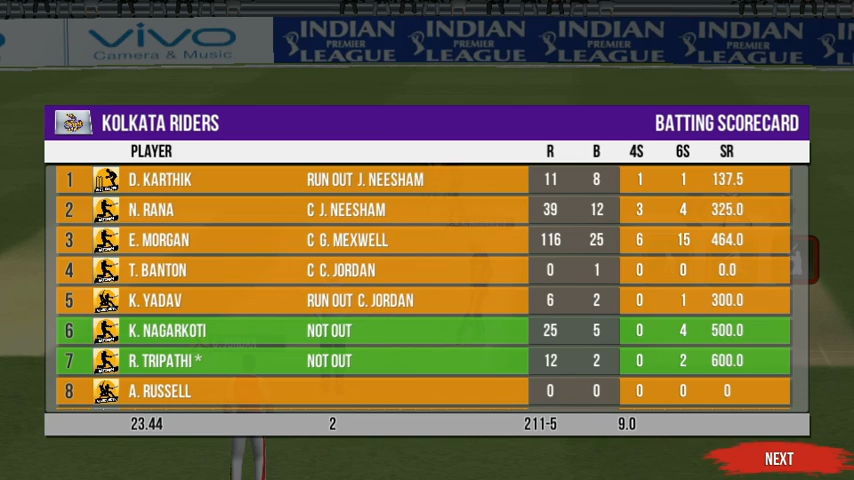 vivo INDIAN INDIAN INDIAN INDIAN
PREMIER PREMIER PREMIER PREMIER
Camera & Music LEAGUE LEAGUE LEAGUE LEAGUE
KOLKATA RIDERS BATTING SCORECARD
PLAYER R B 4S 6S SR
1 D. KARTHIK RUN OUT J. NEESHAM 11 8 1 1 137.5
2 N. RANA C J. NEESHAM 39 12 3 4 325.0
3 E. MORGAN C G. MEXWELL 116 25 6 15 464.0
4 T. BANTON C C. JORDAN 0 1 0 0 0.0
5 K. YADAV RUN OUT C. JORDAN 6 2 0 1 300.0
6 K. NAGARKOTI NOT OUT 25 5 0 4 500.0
7 R. TRIPATHI * NOT OUT 12 2 0 2 600.0
8 A. RUSSELL 0 0 0 0 0
23.44 2 211-5 9.0
NEXT